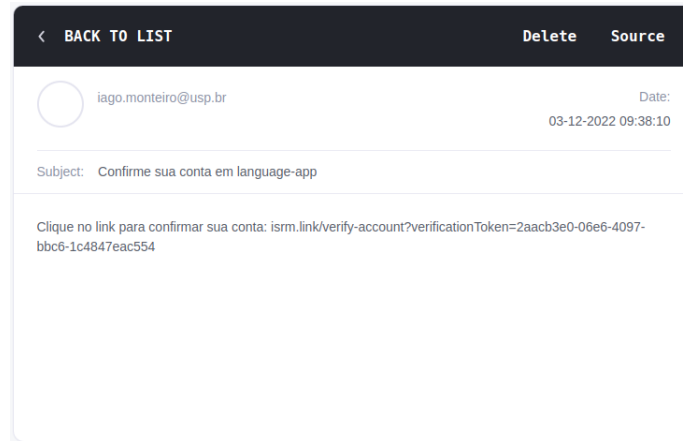 BACK TO LIST
Delete
Source
iago.monteiro@usp.br
Date:
03-12-2022 09:38:10
Subject: Confirme sua conta em language-app
Clique no link para confirmar sua conta: isrm.link/verify-account?verificationToken=2aacb3e0-06e6-4097-
bbc6-1c4847eac554